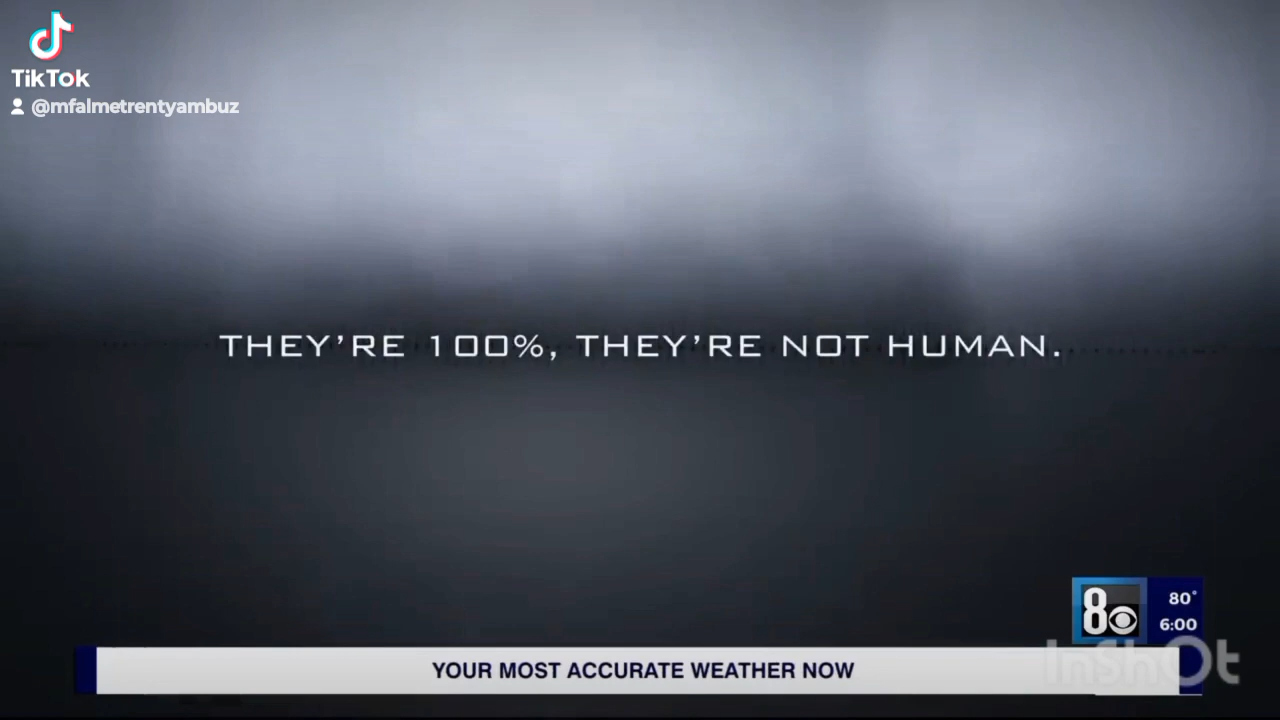 TikTok
@mfalmetrentyambuz
THEY'RE 100%, THEY'RE NOT HUMAN.
8
80°
6:00
YOUR MOST ACCURATE WEATHER NOW
InShOt